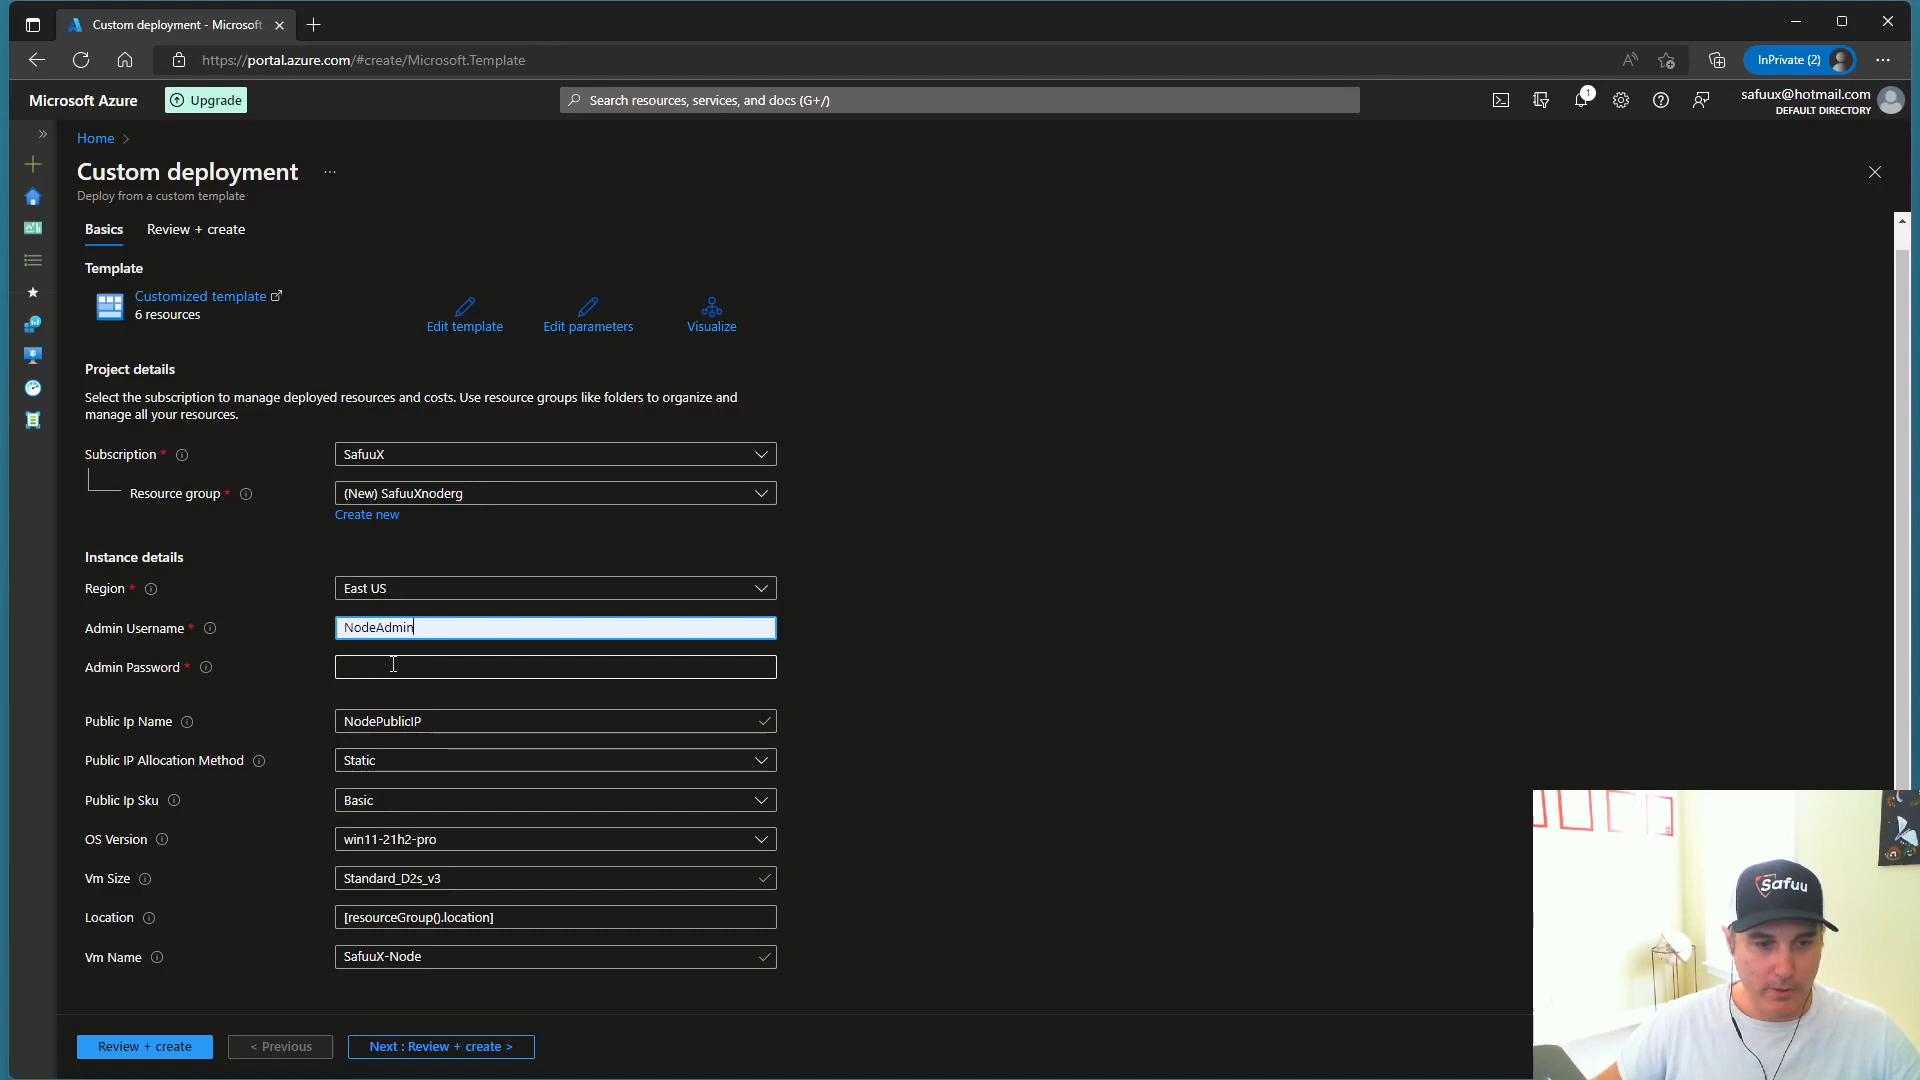 Custom deployment - Microsoft
https://portal.azure.com/#create/Microsoft.Template
InPrivate (2)
Microsoft Azure
Upgrade
Search resources, services, and docs (G+/)
1
safuux@hotmail.com
DEFAULT DIRECTORY
Home >
Custom deployment ...
Deploy from a custom template
Basics
Review + create
Template
Customized template
6 resources
Edit template
Edit parameters
Visualize
Project details
Select the subscription to manage deployed resources and costs. Use resource groups like folders to organize and
manage all your resources.
Subscription *
SafuuX
Resource group *
(New) SafuuXnoderg
Create new
Instance details
Region *
East US
Admin Username *
NodeAdmin
Admin Password *
Public Ip Name
NodePublicIP
Public IP Allocation Method
Static
Public Ip Sku
Basic
OS Version
win11-21h2-pro
Vm Size
Standard_D2s_v3
Location
[resourceGroup().location]
Vm Name
SafuuX-Node
Review + create
< Previous
Next : Review + create >
Safuu